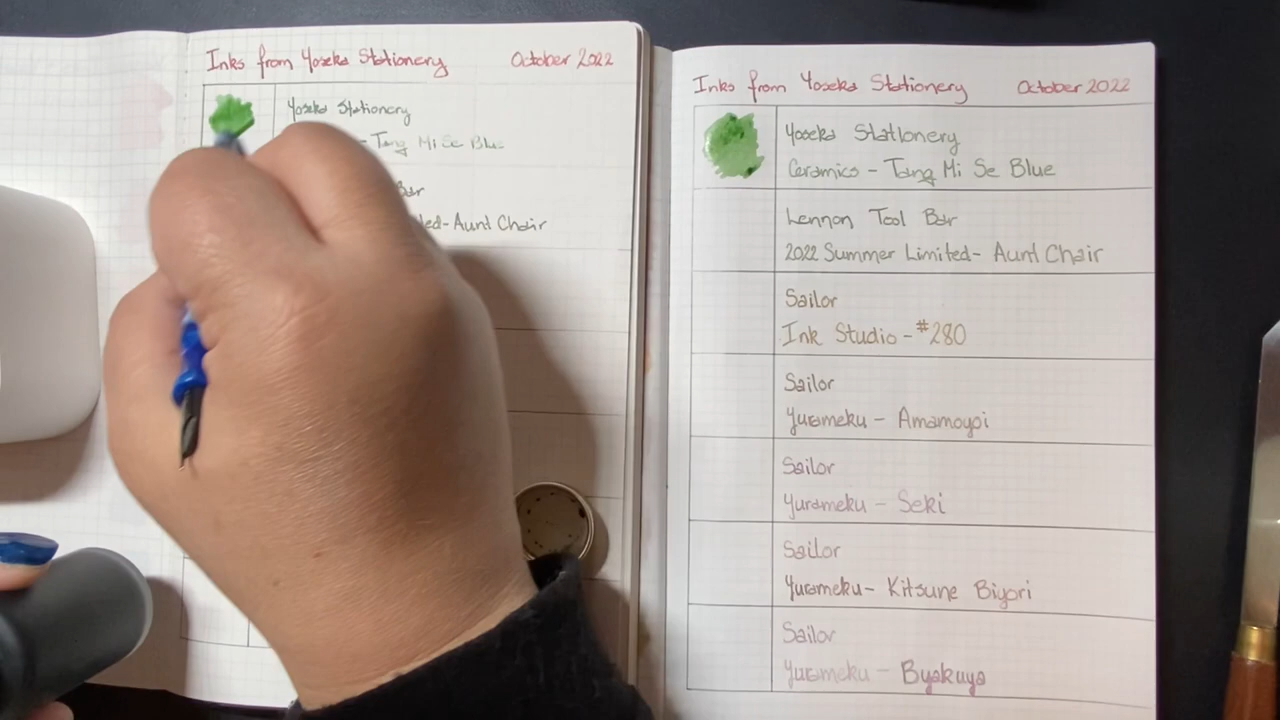 Inks from Yoseka Stationery October 2022
Yoseka Stationery
- Tang Mi Se Blue
Bar
ted- Aunt Chair
Inks from Yoseka Stationery October 2022
Yoseka Stationery
Ceramics - Tang Mi Se Blue
Lennon Tool Bar
2022 Summer Limited- Aunt Chair
Sailor
Ink Studio - #280
Sailor
Yurameku - Amamoyoi
Sailor
Yurameku - Seki
Sailor
Yurameku- Kitsune Biyori
Sailor
Yurameku - Byakuya